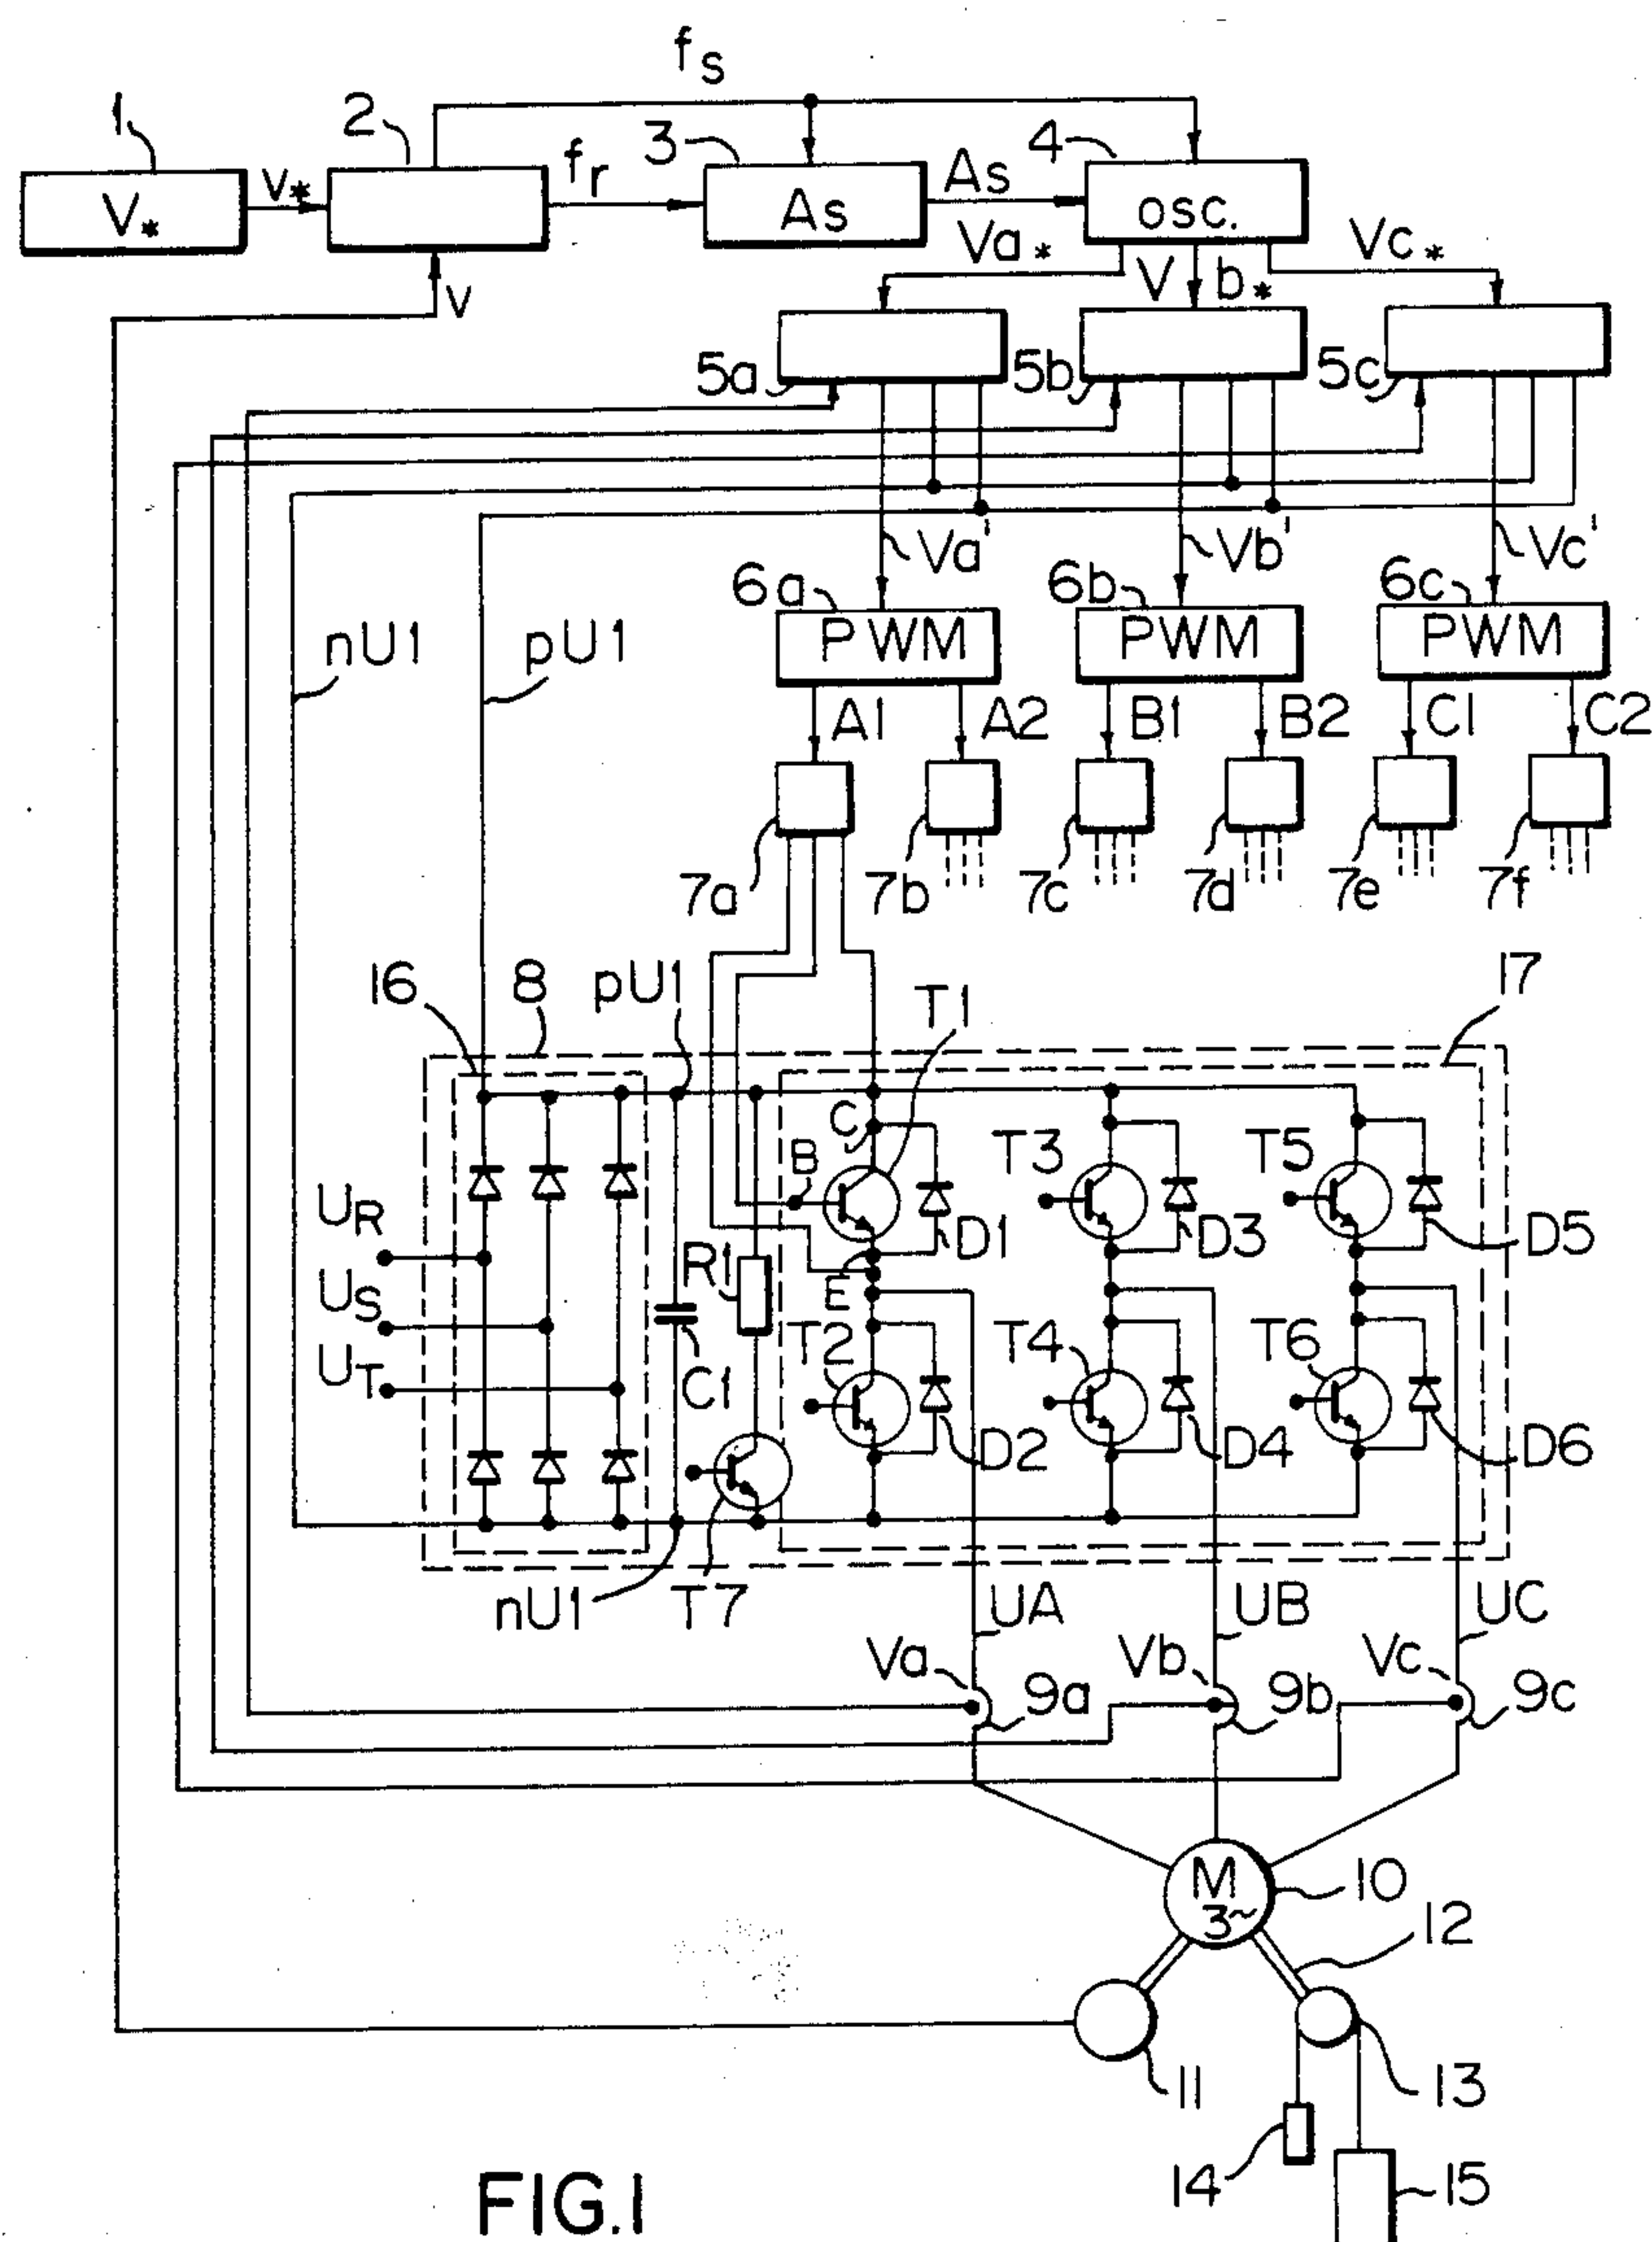 fs
1
2
3
4
V*
v*
fr
As
As
osc.
Va*
V b*
Vc*
v
5a
5b
5c
Va'
Vb'
Vc'
6a
6b
6c
PWM
PWM
PWM
nU1
pU1
A1
A2
B1
B2
C1
C2
7a
7b
7c
7d
7e
7f
16
8
pU1
T1
17
C
B
T3
T5
UR
D1
D3
D5
R1
E
US
T2
T4
T6
UT
C1
D2
D4
D6
nU1
T7
UA
UB
UC
Va
Vb
Vc
9a
9b
9c
M
3~
10
12
11
13
14
15
FIG.1